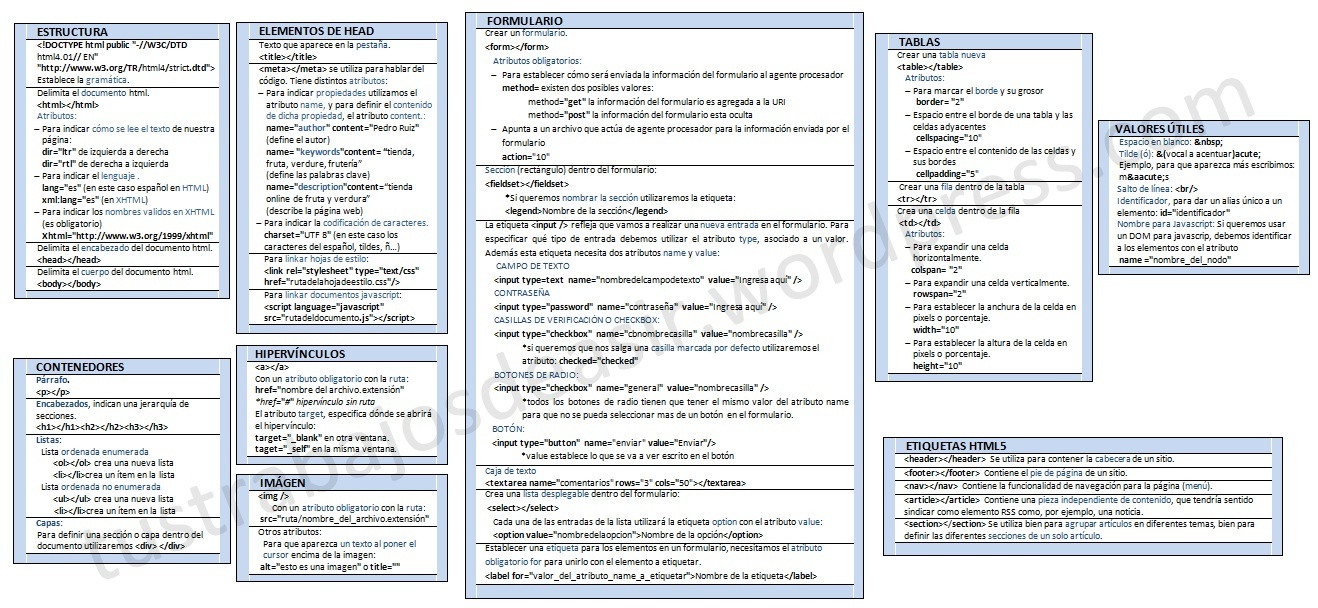 ESTRUCTURA
<!DOCTYPE html public "-//W3C/DTD
html4.01// EN"
"http://www.w3.org/TR/html4/strict.dtd">
Establece la gramática.
Delimita el documento html.
<html></html>
Atributos:
– Para indicar cómo se lee el texto de nuestra
página:
dir="ltr" de izquierda a derecha
dir="rtl" de derecha a izquierda
– Para indicar el lenguaje .
lang="es" (en este caso español en HTML)
xml:lang="es" (en XHTML)
– Para indicar los nombres validos en XHTML
(es obligatorio)
Xhtml="http://www.w3.org/1999/xhtml"
Delimita el encabezado del documento html.
<head></head>
Delimita el cuerpo del documento html.
<body></body>
CONTENEDORES
Párrafo.
<p></p>
Encabezados, indican una jerarquía de
secciones.
<h1></h1><h2></h2><h3></h3>
Listas:
Lista ordenada enumerada
<ol></ol> crea una nueva lista
<li></li>crea un ítem en la lista
Lista ordenada no enumerada
<ul></ul> crea una nueva lista
<li></li>crea un ítem en la lista
Capas:
Para definir una sección o capa dentro del
documento utilizaremos <div> </div>
ELEMENTOS DE HEAD
Texto que aparece en la pestaña.
<title></title>
<meta></meta> se utiliza para hablar del
código. Tiene distintos atributos:
– Para indicar propiedades utilizamos el
atributo name, y para definir el contenido
de dicha propiedad, el atributo content.:
name="author" content="Pedro Ruiz"
(define el autor)
name= "keywords"content= "tienda,
fruta, verdure, frutería"
(define las palabras clave)
name="description"content="tienda
online de fruta y verdura"
(describe la página web)
– Para indicar la codificación de caracteres.
charset="UTF 8" (en este caso los
caracteres del español, tildes, ñ...)
Para linkar hojas de estilo:
<link rel="stylesheet" type="text/css"
href="rutadelahojadeestilo.css"/>
Para linkar documentos javascript:
<script language="javascript"
src="rutadeldocumento.js"></script>
HIPERVÍNCULOS
<a></a>
Con un atributo obligatorio con la ruta:
href="nombre del archivo.extensión"
*href="#" hipervínculo sin ruta
El atributo target, especifica dónde se abrirá
el hipervínculo:
target="_blank" en otra ventana.
taget="_self" en la misma ventana.
IMÁGEN
<img />
Con un atributo obligatorio con la ruta:
src="ruta/nombre_del_archivo.extensión"
Otros atributos:
Para que aparezca un texto al poner el
cursor encima de la imagen:
alt="esto es una imagen" o title=""
FORMULARIO
Crear un formulario.
<form></form>
Atributos obligatorios:
– Para establecer cómo será enviada la información del formulario al agente procesador
method= existen dos posibles valores:
method="get" la información del formulario es agregada a la URI
method="post" la información del formulario esta oculta
– Apunta a un archivo que actúa de agente procesador para la información enviada por el
formulario
action="10"
Sección (rectángulo) dentro del formulario:
<fieldset></fieldset>
*Si queremos nombrar la sección utilizaremos la etiqueta:
<legend>Nombre de la sección</legend>
La etiqueta <input /> refleja que vamos a realizar una nueva entrada en el formulario. Para
especificar qué tipo de entrada debemos utilizar el atributo type, asociado a un valor.
Además esta etiqueta necesita dos atributos name y value:
CAMPO DE TEXTO
<input type=text name="nombredelcampodetexto" value="Ingresa aquí" />
CONTRASEÑA
<input type="password" name="contraseña" value="Ingresa aquí" />
CASILLAS DE VERIFICACIÓN O CHECKBOX:
<input type="checkbox" name="cbnombrecasilla" value="nombrecasilla" />
*si queremos que nos salga una casilla marcada por defecto utilizaremos el
atributo: checked="checked"
BOTONES DE RADIO:
<input type="checkbox" name="general" value="nombrecasilla" />
*todos los botones de radio tienen que tener el mismo valor del atributo name
para que no se pueda seleccionar mas de un botón en el formulario.
BOTÓN:
<input type="button" name="enviar" value="Enviar"/>
*value establece lo que se va a ver escrito en el botón
Caja de texto
<textarea name="comentarios" rows="3" cols="50"></textarea>
Crea una lista desplegable dentro del formulario:
<select></select>
Cada una de las entradas de la lista utilizará la etiqueta option con el atributo value:
<option value="nombredelaopcion">Nombre de la opción</option>
Establecer una etiqueta para los elementos en un formulario, necesitamos el atributo
obligatorio for para unirlo con el elemento a etiquetar.
<label for="valor_del_atributo_name_a_etiquetar">Nombre de la etiqueta</label>
TABLAS
Crear una tabla nueva
<table></table>
Atributos:
– Para marcar el borde y su grosor
border= "2"
– Espacio entre el borde de una tabla y las
celdas adyacentes
cellspacing="10"
– Espacio entre el contenido de las celdas y
sus bordes
cellpadding="5"
Crear una fila dentro de la tabla
<tr></tr>
Crea una celda dentro de la fila
<td></td>
Atributos:
– Para expandir una celda
horizontalmente.
colspan= "2"
– Para expandir una celda verticalmente.
rowspan="2"
– Para establecer la anchura de la celda en
pixels o porcentaje.
width="10"
– Para establecer la altura de la celda en
pixels o porcentaje.
height="10"
VALORES ÚTILES
Espacio en blanco: &nbsp;
Tilde (ó): &(vocal a acentuar)acute;
Ejemplo, para que aparezca más escribimos:
m&aacute;s
Salto de línea: <br/>
Identificador, para dar un alias único a un
elemento: id="identificador"
Nombre para Javascript: Si queremos usar
un DOM para javascrip, debemos identificar
a los elementos con el atributo
name ="nombre_del_nodo"
ETIQUETAS HTML5
<header></header> Se utiliza para contener la cabecera de un sitio.
<footer></footer> Contiene el pie de página de un sitio.
<nav></nav> Contiene la funcionalidad de navegación para la página (menú).
<article></article> Contiene una pieza independiente de contenido, que tendría sentido
sindicar como elemento RSS como, por ejemplo, una noticia.
<section></section> Se utiliza bien para agrupar artículos en diferentes temas, bien para
definir las diferentes secciones de un solo artículo.
tustrabajosdeasir.wordpress.com